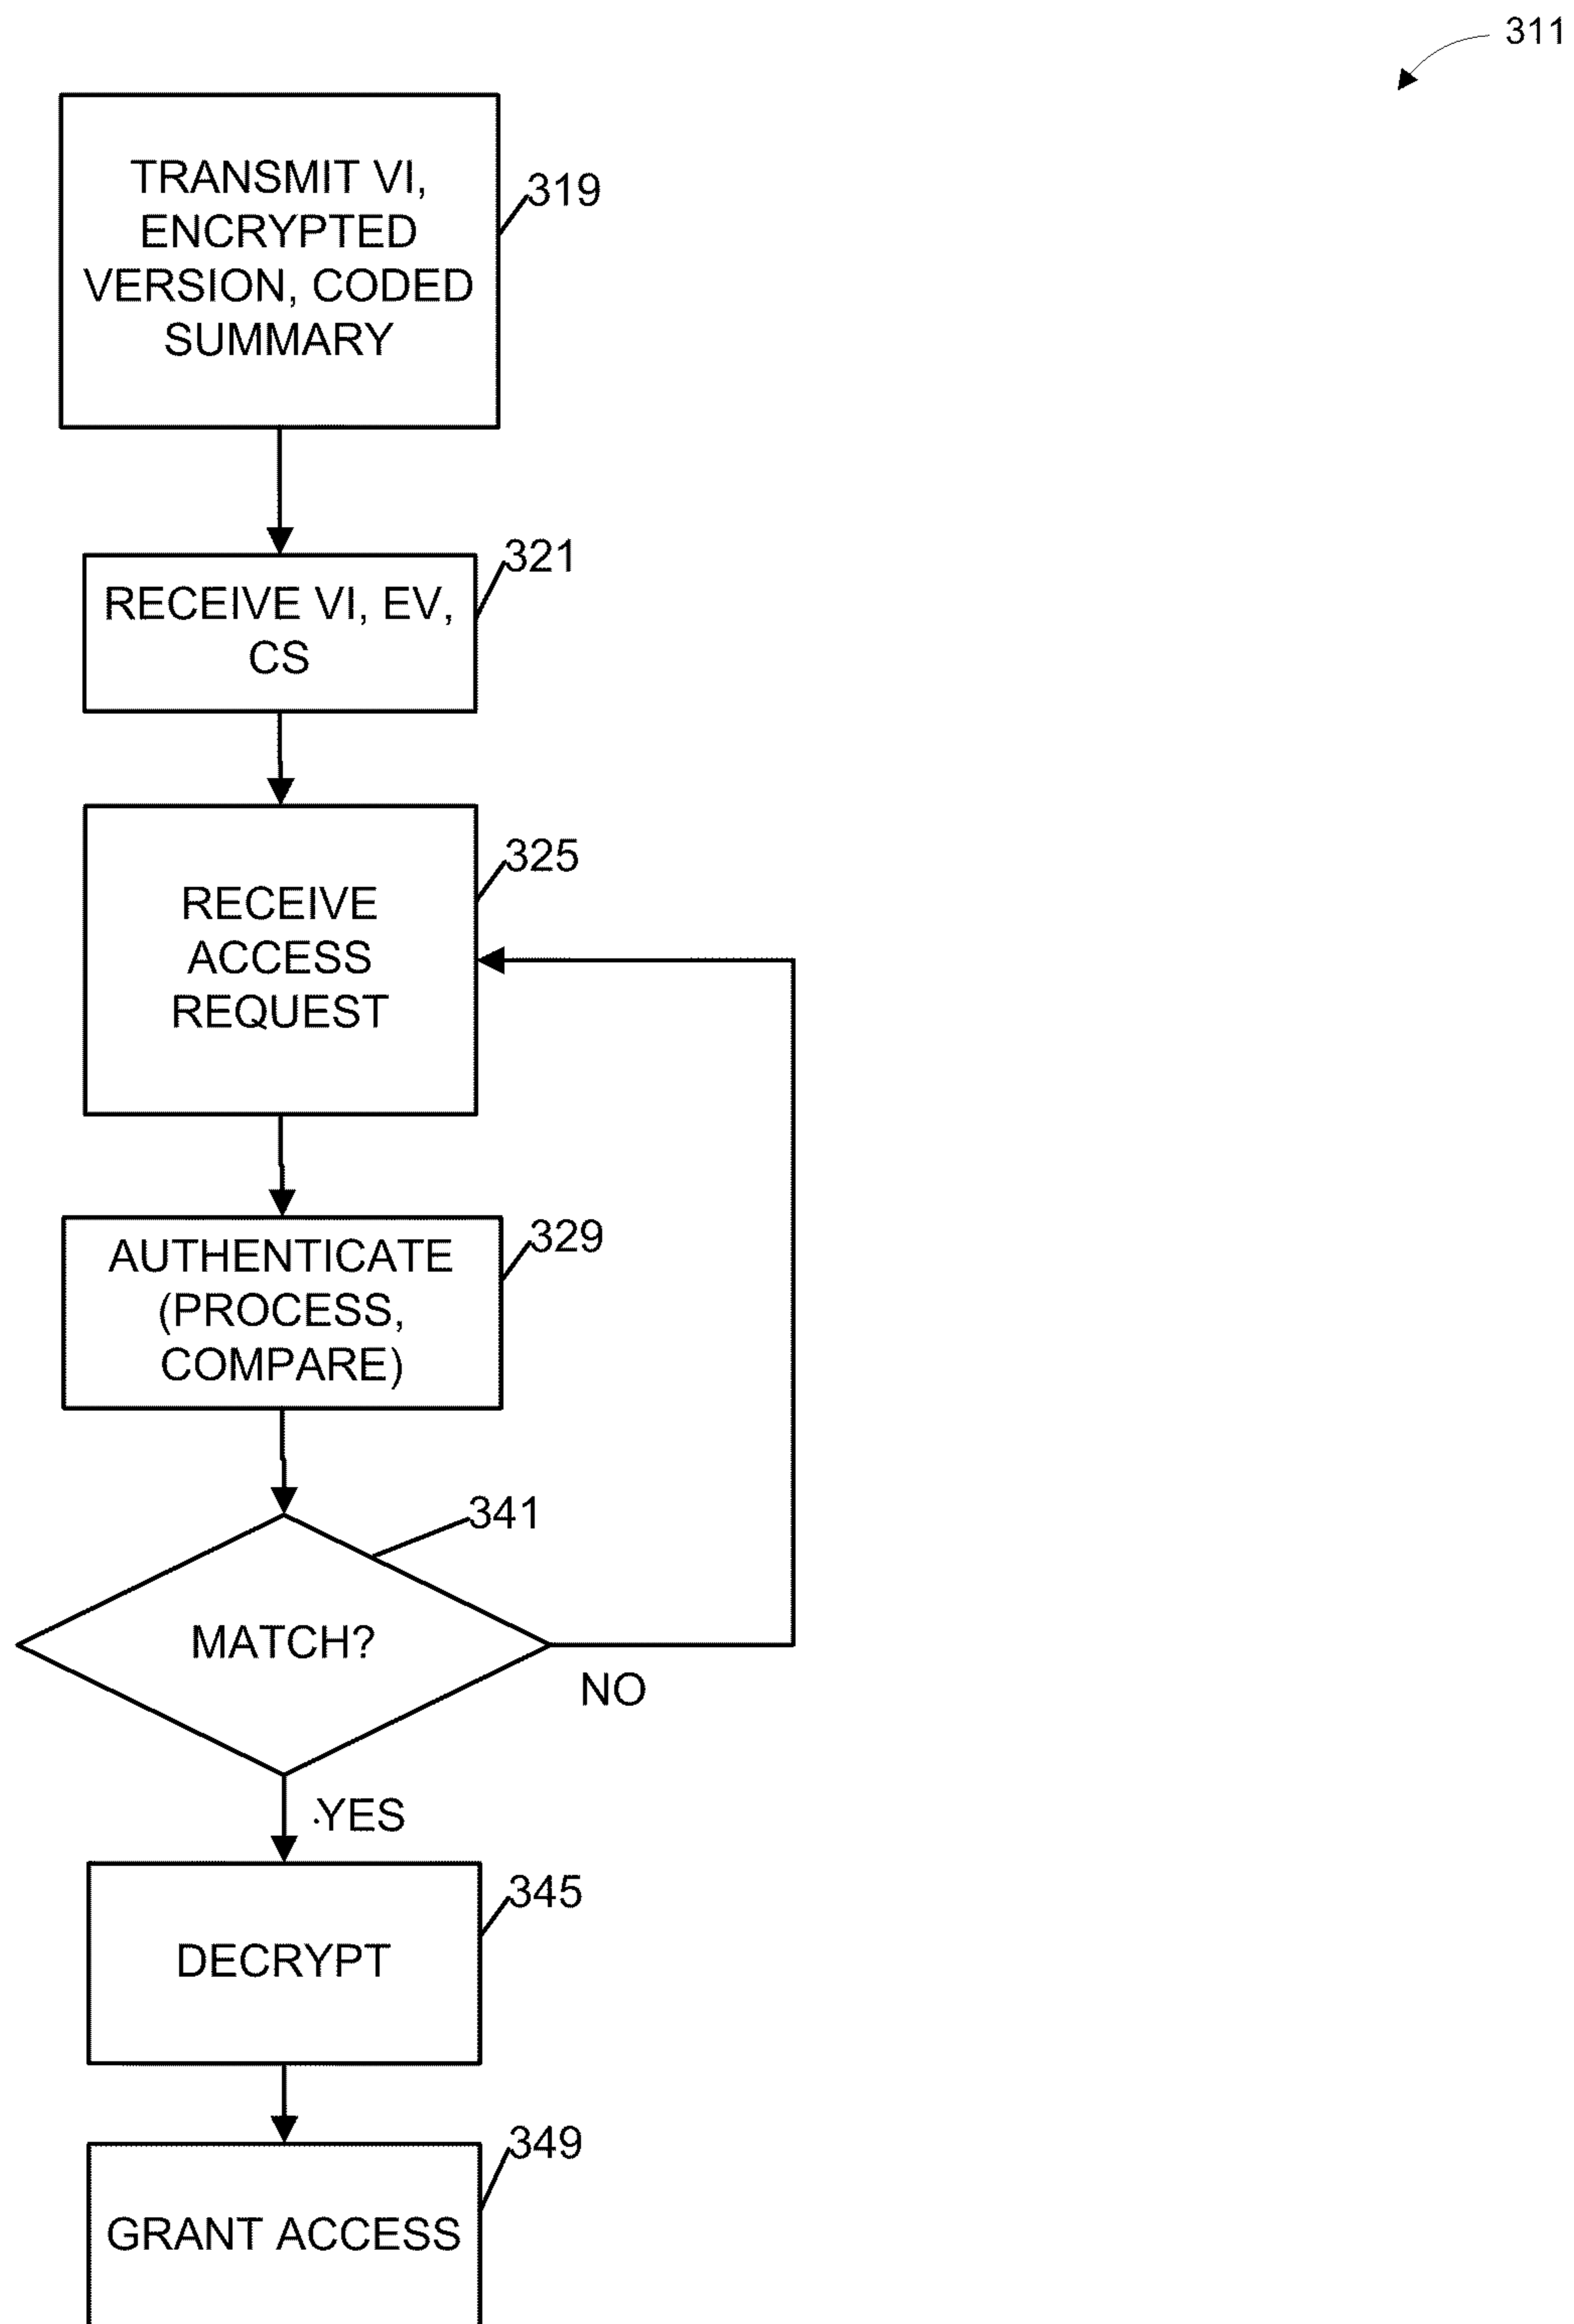 311
TRANSMIT VI,
ENCRYPTED
VERSION, CODED
SUMMARY
319
RECEIVE VI, EV,
CS
321
RECEIVE
ACCESS
REQUEST
325
AUTHENTICATE
(PROCESS,
COMPARE)
329
MATCH?
341
NO
YES
DECRYPT
345
GRANT ACCESS
349